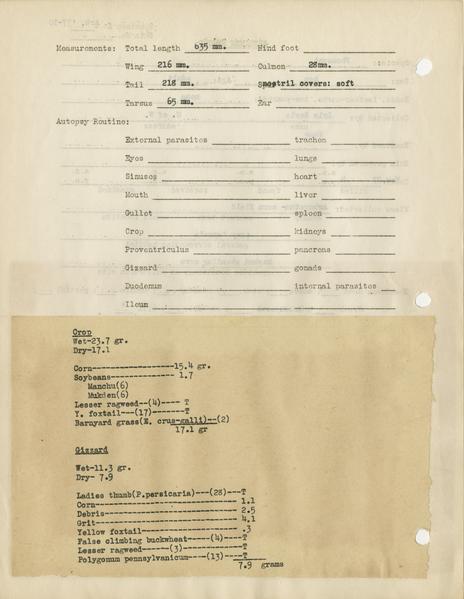 Measurements: Total length 635 mm. Hind foot
Wing 216 mm. Culmen 28mm.
Tail 218 mm. nostril covers: soft
Tarsus 65 mm. Ear
Autopsy Routine:
External parasites trachea
Eyes lungs
Sinuses heart
Mouth liver
Gullet spleen
Crop kidneys
Proventriculus pancreas
Gizzard gonads
Duodenum internal parasites
Ileum
Crop
Wet-23.7 gr.
Dry-17.1
Corn-------------------15.4 gr.
Soybeans--------------- 1.7
Manchu(6)
Mukden(6)
Lesser ragweed--(4)---- T
Y. foxtail---(17)-------T
Barnyard grass(E. crus-galli)--(2)
17.1 gr
Gizzard
Wet-11.3 gr.
Dry- 7.9
Ladies thumb(P.persicaria)---(28)---T
Corn--------------------------------- 1.1
Debris------------------------------- 2.5
Grit--------------------------------- 4.1
Yellow foxtail----------------------- .3
False climbing buckwheat-----(4)----T
Lesser ragweed------(3)-------------T
Polygonum pennsylvanicum----(13)----T
7.9 grams